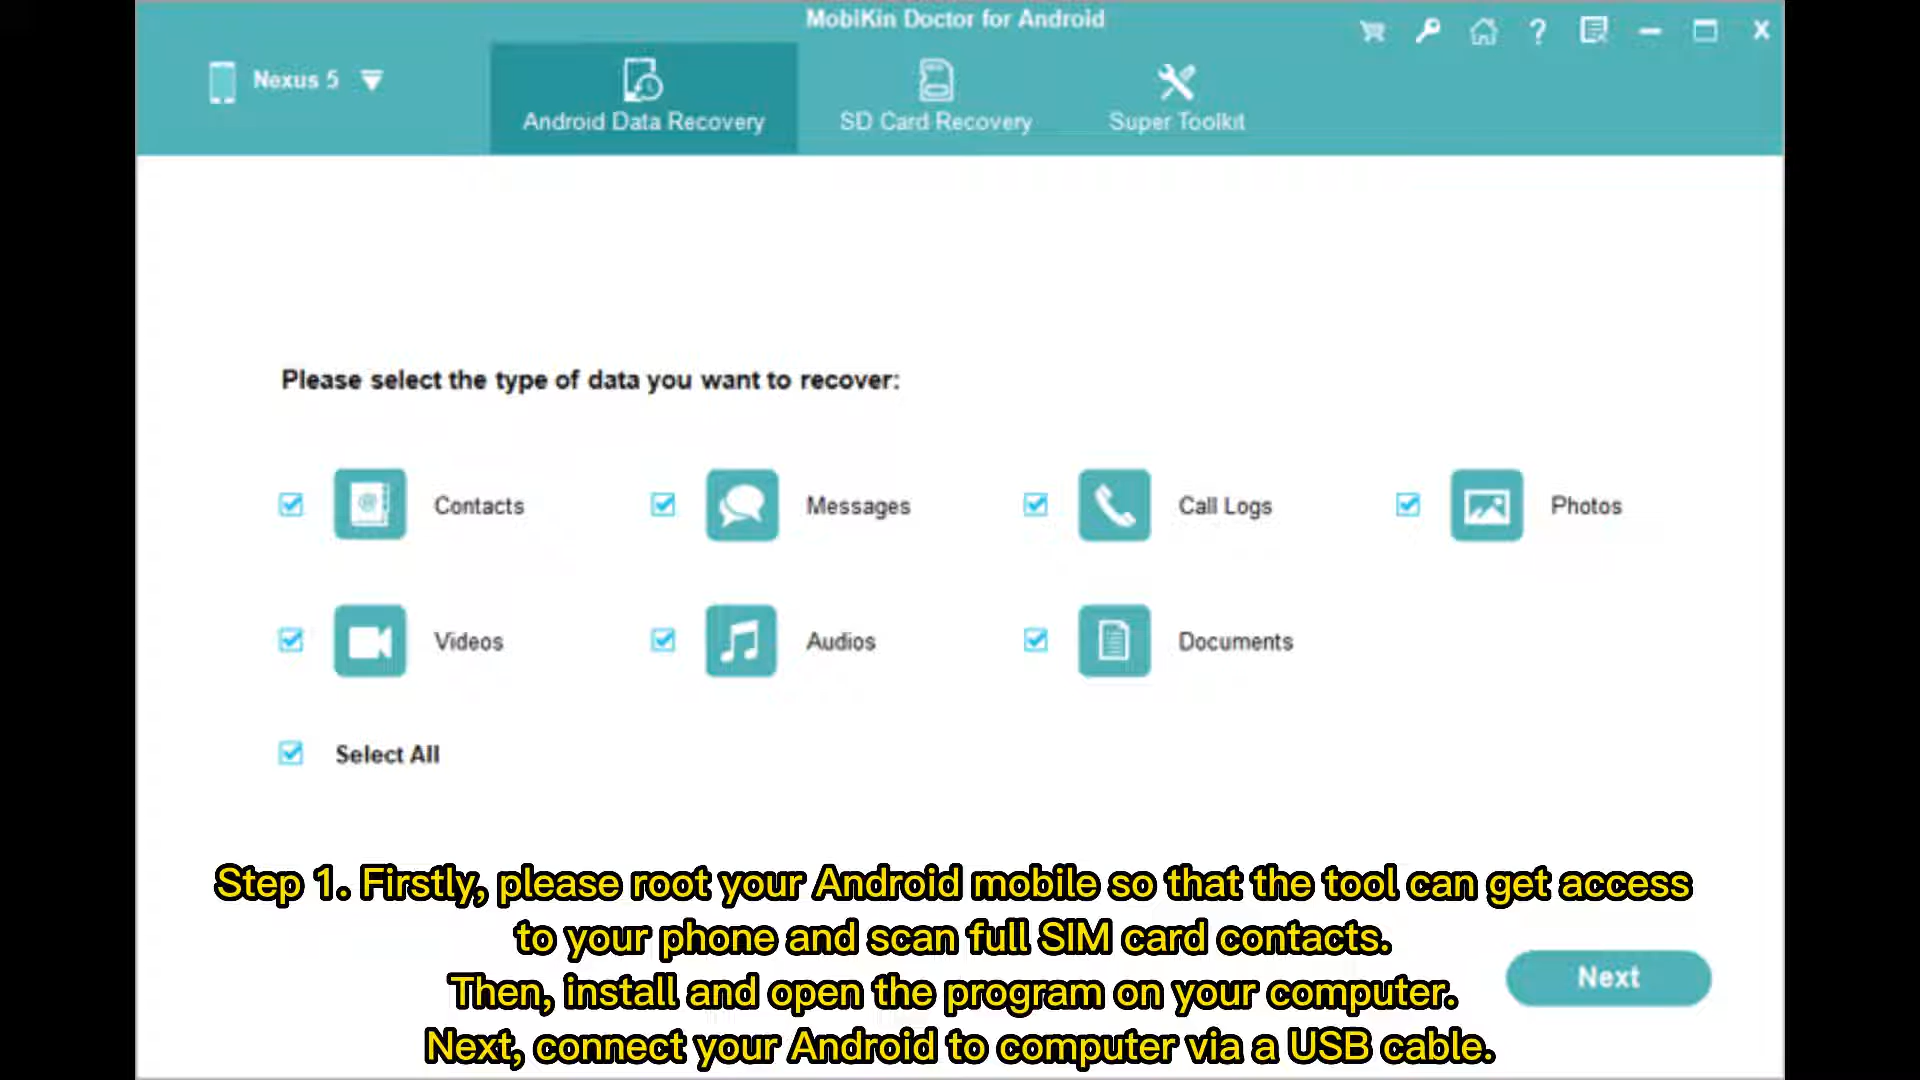 MobiKin Doctor for Android
Nexus 5
Android Data Recovery
SD Card Recovery
Super Toolkit
Please select the type of data you want to recover:
Contacts
Messages
Call Logs
Photos
Videos
Audios
Documents
Select All
Step 1. Firstly, please root your Android mobile so that the tool can get access
to your phone and scan full SIM card contacts.
Then, install and open the program on your computer.
Next, connect your Android to computer via a USB cable.
Next